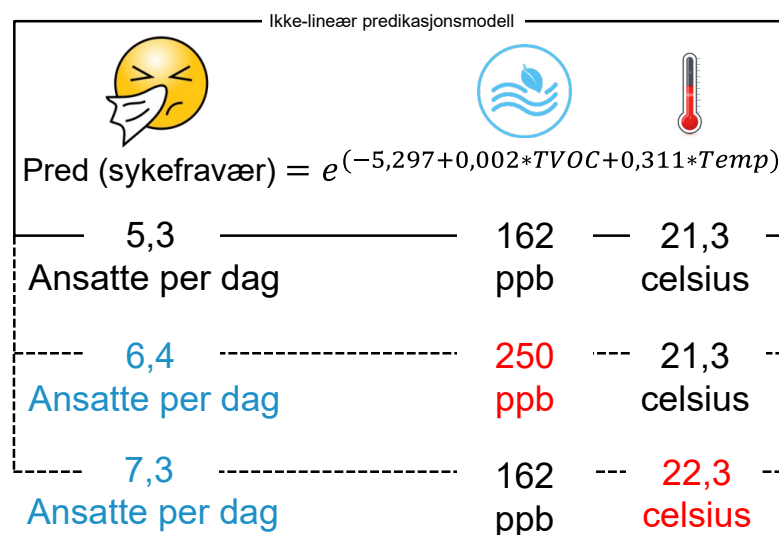 Ikke-lineær predikasjonsmodell
Pred (sykefravær) = e^(−5,297+0,002∗TVOC+0,311∗Temp)
5,3 162 21,3
Ansatte per dag ppb celsius
6,4 250 21,3
Ansatte per dag ppb celsius
7,3 162 22,3
Ansatte per dag ppb celsius